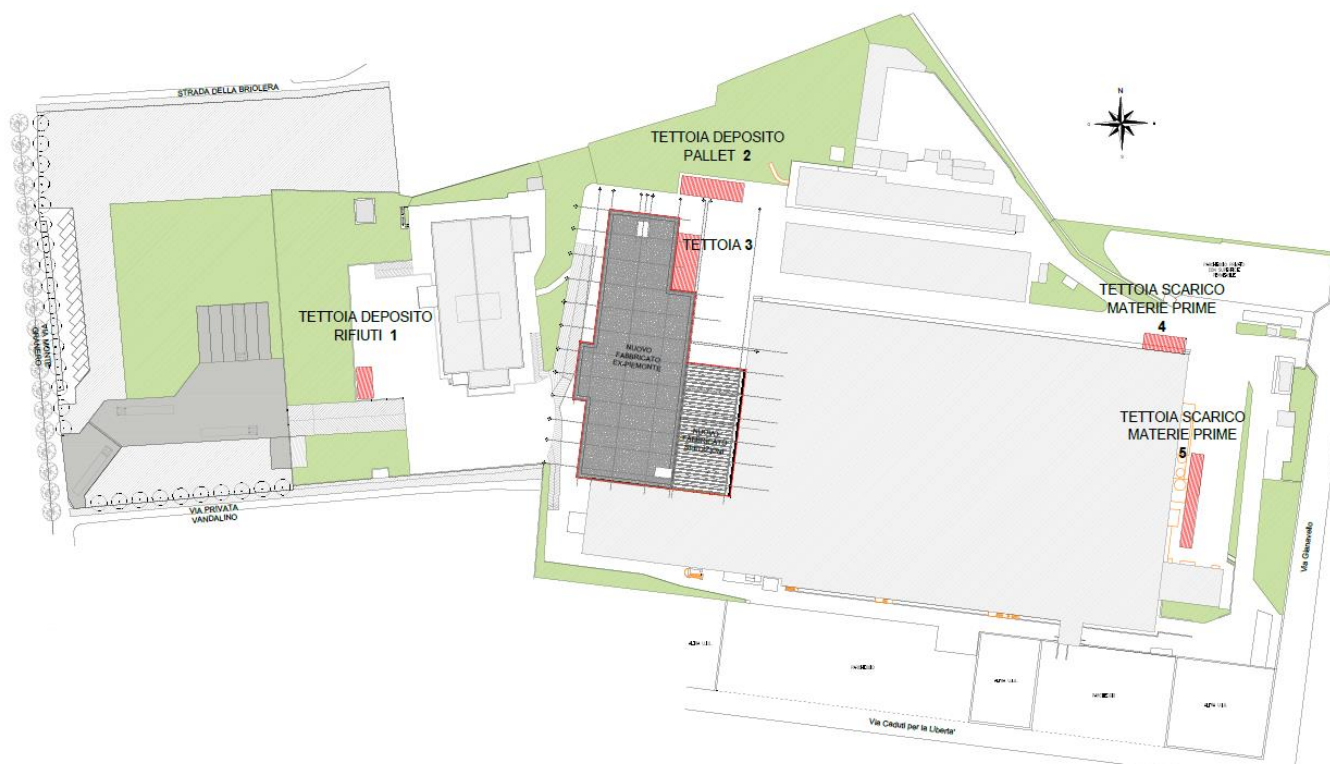 STRADA DELLA BRIOLERA
TETTOIA DEPOSITO
PALLET 2
N
TETTOIA 3
TETTOIA DEPOSITO
RIFIUTI 1
VIA MONTE
GRANERO
NUOVO
FABBRICATO
EX-PIEMONTE
NUOVO
FABBRICATO
TETTOIA SCARICO
MATERIE PRIME
4
TETTOIA SCARICO
MATERIE PRIME
5
VIA PRIVATA
VANDALINO
Via Gianavello
Via Caduti per la Liberta'